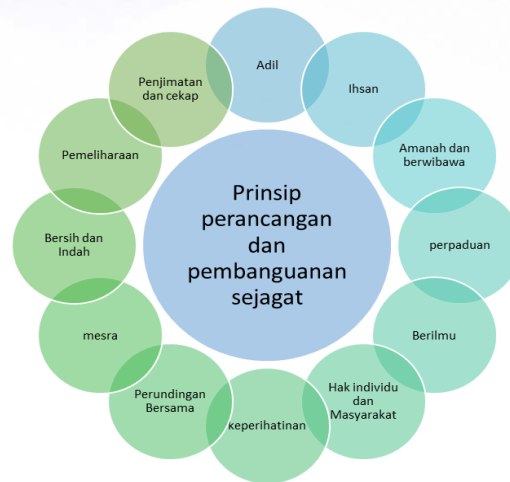 Prinsip
perancangan
dan
pembanguanan
sejagat
Adil
Ihsan
Amanah dan
berwibawa
perpaduan
Berilmu
Hak individu
dan
Masyarakat
keperihatinan
Perundingan
Bersama
mesra
Bersih dan
Indah
Pemeliharaan
Penjimatan
dan cekap